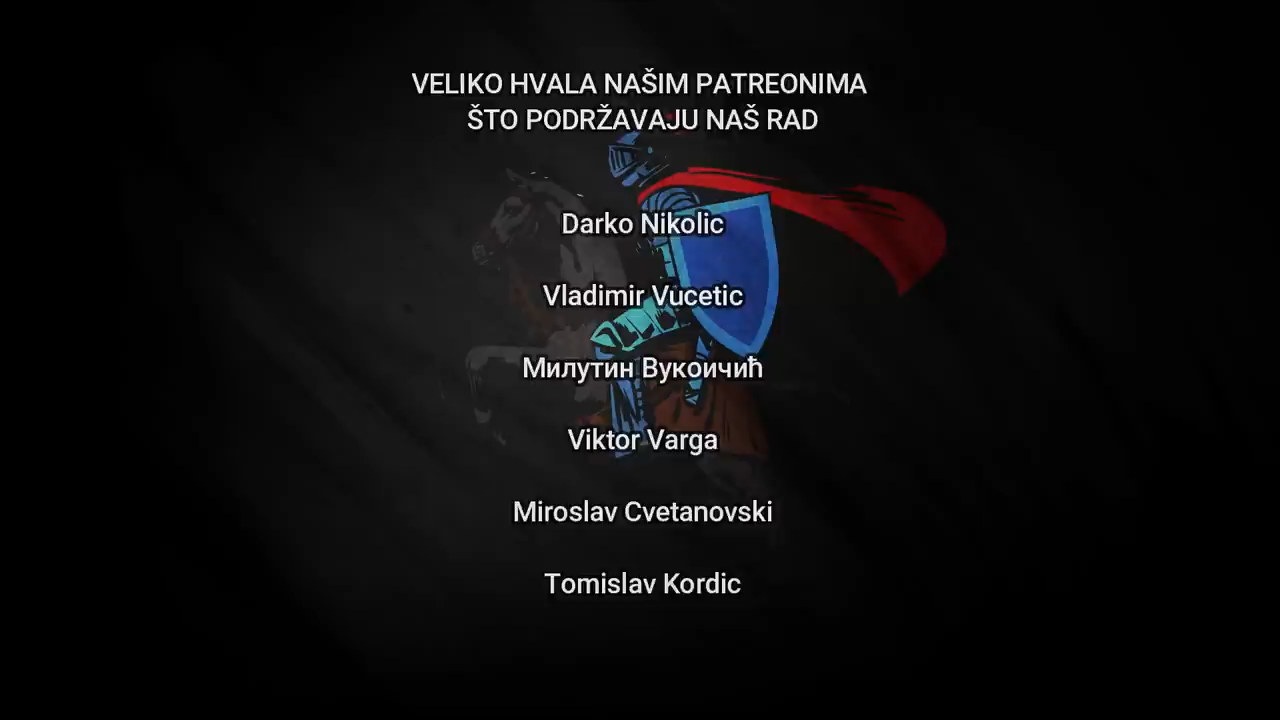 VELIKO HVALA NAŠIM PATREONIMA
ŠTO PODRŽAVAJU NAŠ RAD
Darko Nikolic
Vladimir Vucetic
Милутин Вукоичић
Viktor Varga
Miroslav Cvetanovski
Tomislav Kordic